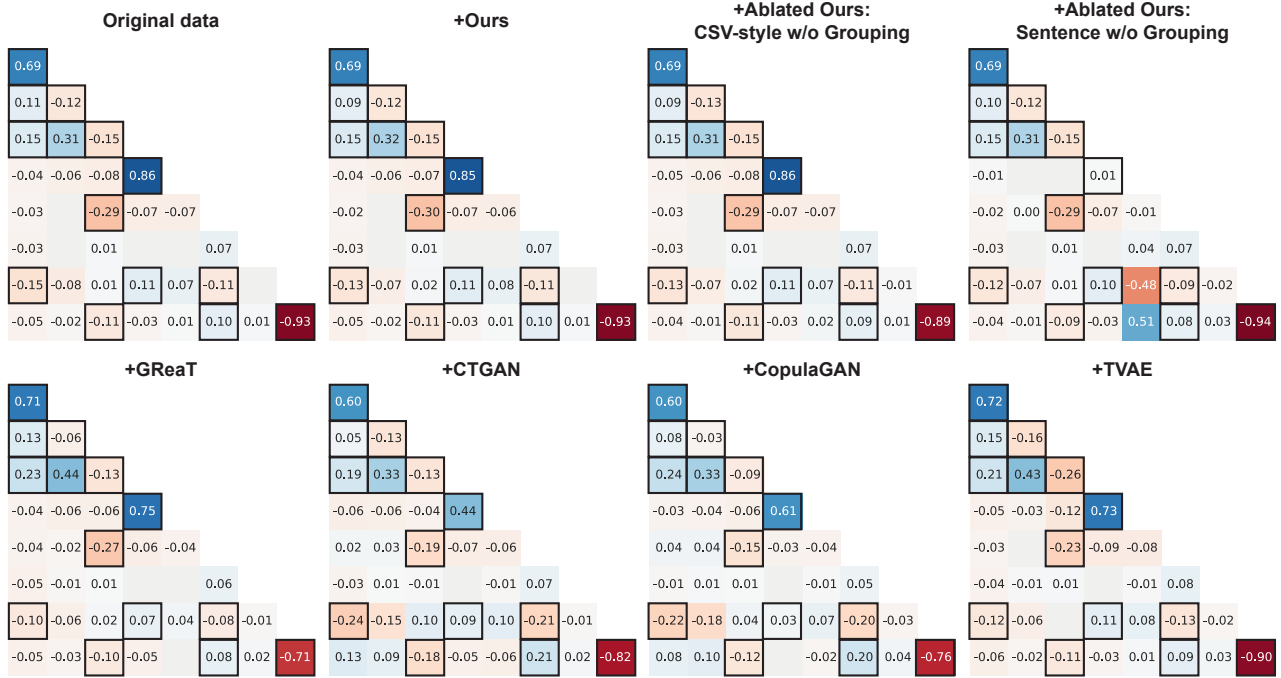 Original data
+Ours
+Ablated Ours:
CSV-style w/o Grouping
+Ablated Ours:
Sentence w/o Grouping
0.69
0.11 -0.12
0.15 0.31 -0.15
-0.04 -0.06 -0.08 0.86
-0.03 -0.29 -0.07 -0.07
-0.03 0.01 0.07
-0.15 -0.08 0.01 0.11 0.07 -0.11
-0.05 -0.02 -0.11 -0.03 0.01 0.10 0.01 -0.93
0.69
0.09 -0.12
0.15 0.32 -0.15
-0.04 -0.06 -0.07 0.85
-0.02 -0.30 -0.07 -0.06
-0.03 0.01 0.07
-0.13 -0.07 0.02 0.11 0.08 -0.11
-0.05 -0.02 -0.11 -0.03 0.01 0.10 0.01 -0.93
0.69
0.09 -0.13
0.15 0.31 -0.15
-0.05 -0.06 -0.08 0.86
-0.03 -0.29 -0.07 -0.07
-0.03 0.01 0.07
-0.13 -0.07 0.02 0.11 0.07 -0.11 -0.01
-0.04 -0.01 -0.11 -0.03 0.02 0.09 0.01 -0.89
0.69
0.10 -0.12
0.15 0.31 -0.15
-0.01 0.01
-0.02 0.00 -0.29 -0.07 -0.01
-0.03 0.01 0.04 0.07
-0.12 -0.07 0.01 0.10 -0.48 -0.09 -0.02
-0.04 -0.01 -0.09 -0.03 0.51 0.08 0.03 -0.94
+GReaT
+CTGAN
+CopulaGAN
+TVAE
0.71
0.13 -0.06
0.23 0.44 -0.13
-0.04 -0.06 -0.06 0.75
-0.04 -0.02 -0.27 -0.06 -0.04
-0.05 -0.01 0.01 0.06
-0.10 -0.06 0.02 0.07 0.04 -0.08 -0.01
-0.05 -0.03 -0.10 -0.05 0.08 0.02 -0.71
0.60
0.05 -0.13
0.19 0.33 -0.13
-0.06 -0.06 -0.04 0.44
0.02 0.03 -0.19 -0.07 -0.06
-0.03 0.01 -0.01 -0.01 0.07
-0.24 -0.15 0.10 0.09 0.10 -0.21 -0.01
0.13 0.09 -0.18 -0.05 -0.06 0.21 0.02 -0.82
0.60
0.08 -0.03
0.24 0.33 -0.09
-0.03 -0.04 -0.06 0.61
0.04 0.04 -0.15 -0.03 -0.04
-0.01 0.01 -0.01 -0.01 0.05
-0.22 -0.18 0.04 0.03 0.07 -0.20 -0.03
0.08 0.10 -0.12 -0.02 0.20 0.04 -0.76
0.72
0.15 -0.16
0.21 0.43 -0.26
-0.05 -0.03 -0.12 0.73
-0.03 -0.23 -0.09 -0.08
-0.04 -0.01 0.01 -0.01 0.08
-0.12 -0.06 0.11 0.08 -0.13 -0.02
-0.06 -0.02 -0.11 -0.03 0.01 0.09 0.03 -0.90